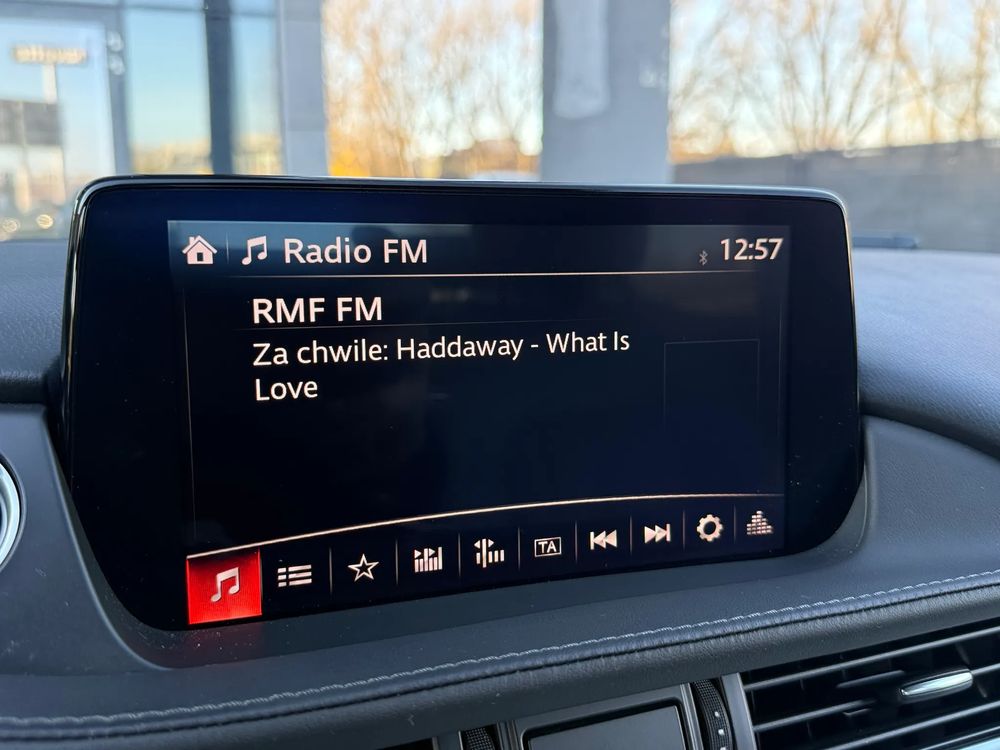 Radio FM
12:57
RMF FM
Za chwile: Haddaway - What Is
Love
TA